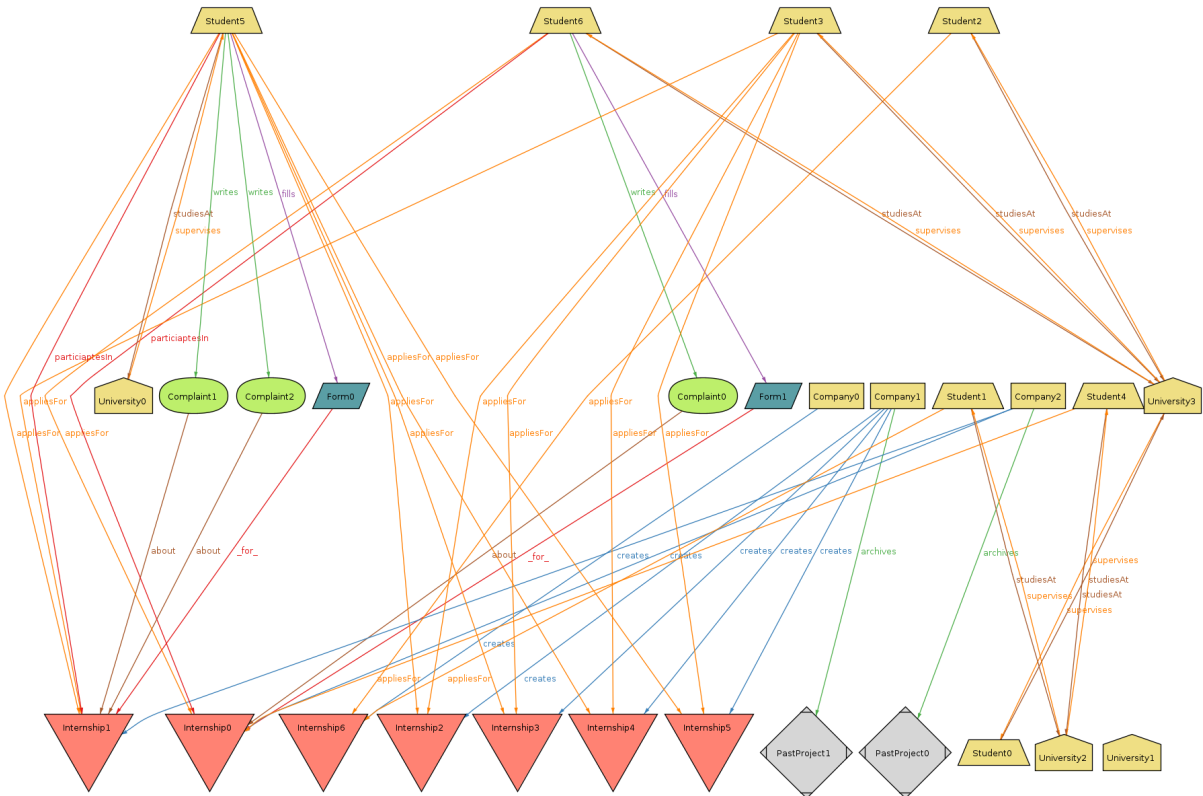 Student5
Student6
Student3
Student2
writes
writes
fills
writes
fills
studiesAt
studiesAt
studiesAt
studiesAt
supervises
supervises
supervises
supervises
particiaptesIn
particiaptesIn
appliesFor
appliesFor
University0
Complaint1
Complaint2
Form0
Complaint0
Form1
Company0
Company1
Student1
Company2
Student4
University3
appliesFor
appliesFor
appliesFor
appliesFor
appliesFor
appliesFor
appliesFor
appliesFor
appliesFor
appliesFor
about
about
_for_
about
_for_
creates
creates
creates
creates
creates
archives
archives
supervises
studiesAt
studiesAt
studiesAt
supervises
supervises
creates
appliesFor
appliesFor
creates
Internship1
Internship0
Internship6
Internship2
Internship3
Internship4
Internship5
PastProject1
PastProject0
Student0
University2
University1